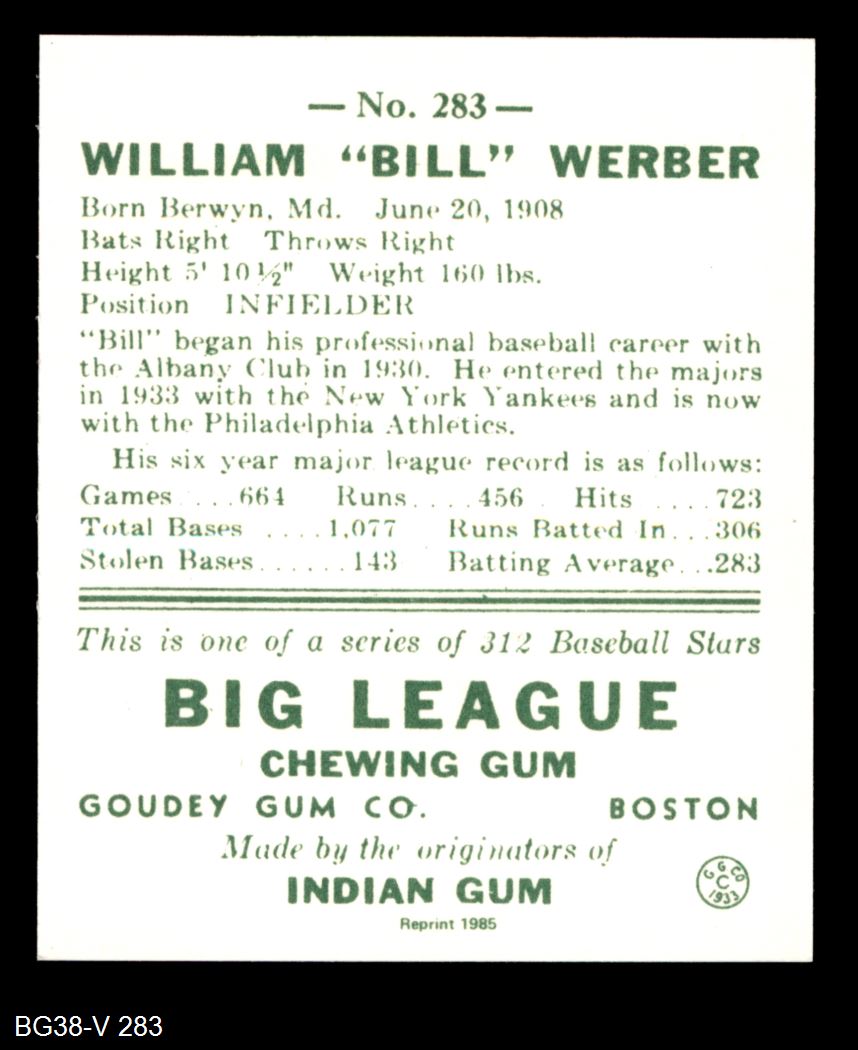 — No. 283 —
WILLIAM “BILL” WERBER
Born Berwyn, Md. June 20, 1908
Bats Right Throws Right
Height 5' 10½" Weight 160 lbs.
Position INFIELDER
“Bill” began his professional baseball career with
the Albany Club in 1930. He entered the majors
in 1933 with the New York Yankees and is now
with the Philadelphia Athletics.
His six year major league record is as follows:
Games ....664 Runs....456 Hits ....723
Total Bases ....1,077 Runs Batted In...306
Stolen Bases......143 Batting Average...283
This is one of a series of 312 Baseball Stars
BIG LEAGUE
CHEWING GUM
GOUDEY GUM CO. BOSTON
Made by the originators of
INDIAN GUM
G G CO
C
1933
Reprint 1985
BG38-V 283